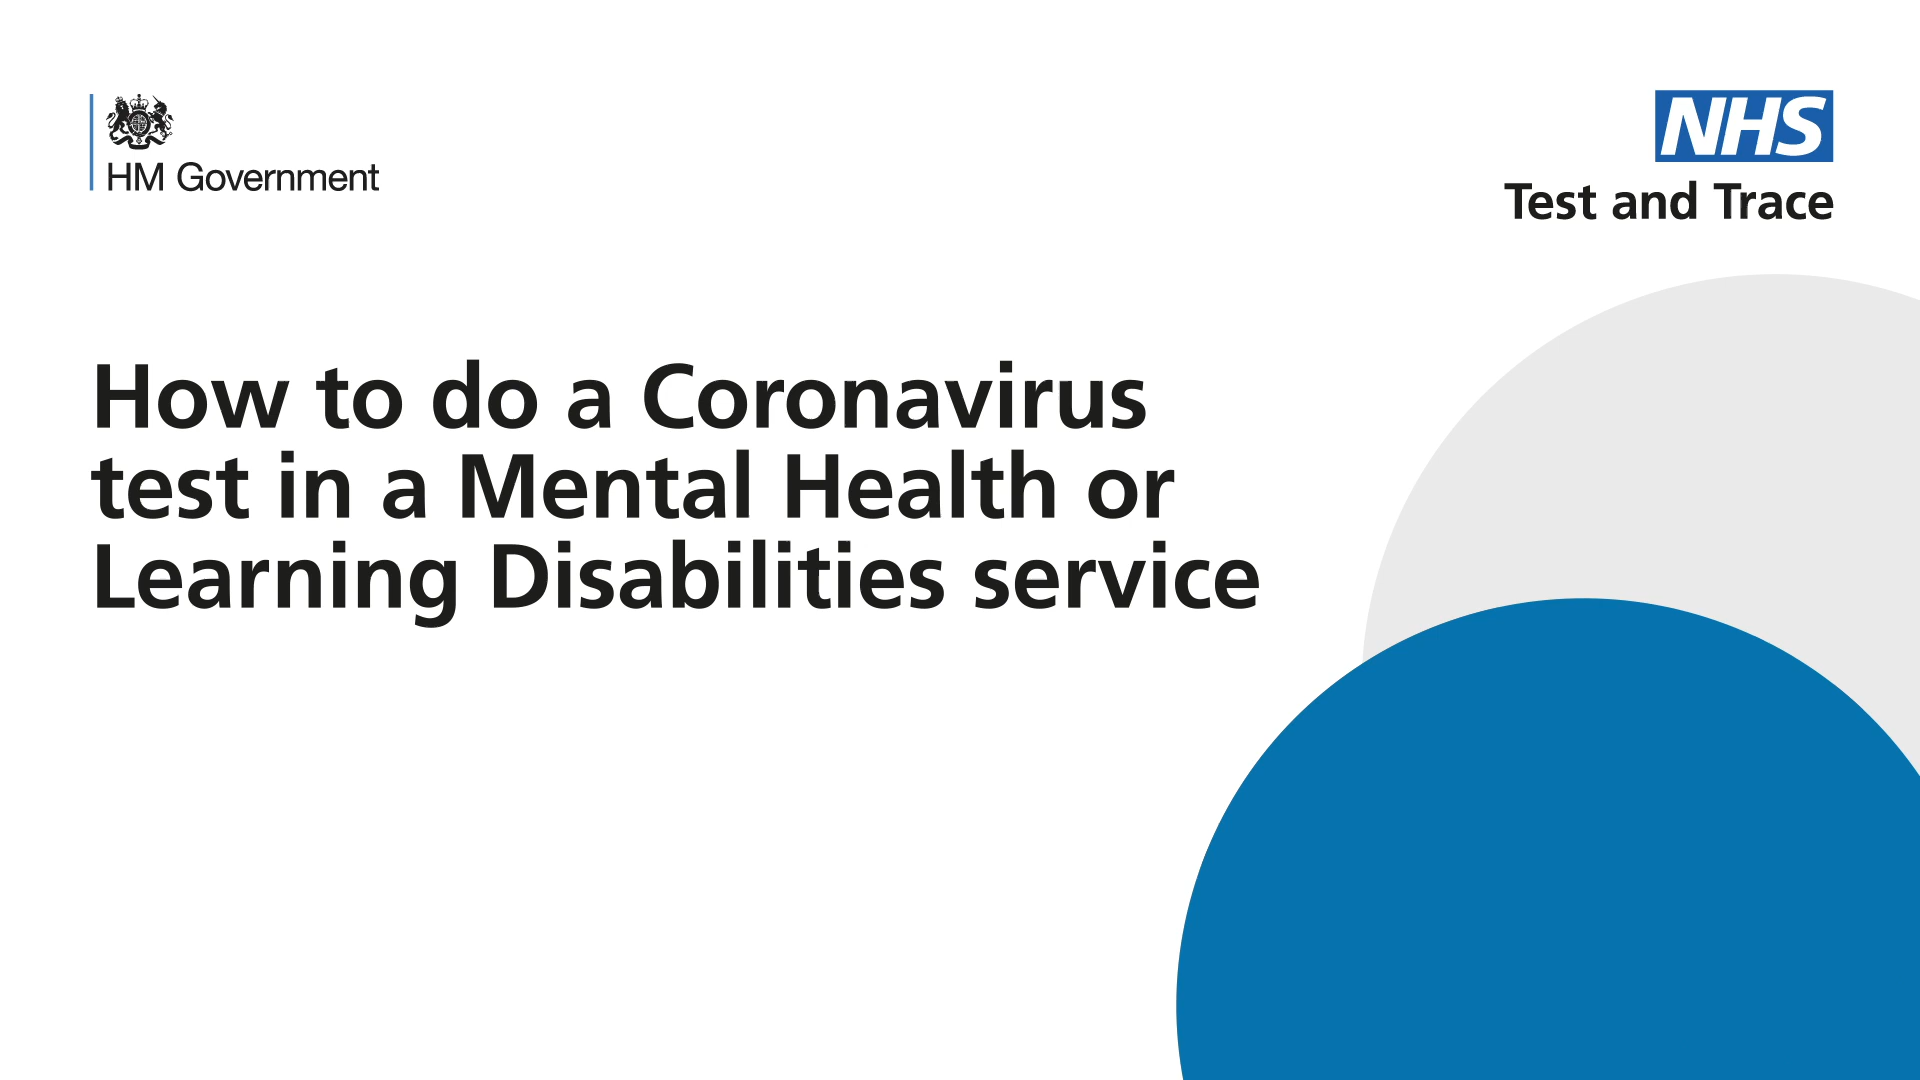 HM Government
NHS
Test and Trace
How to do a Coronavirus
test in a Mental Health or
Learning Disabilities service